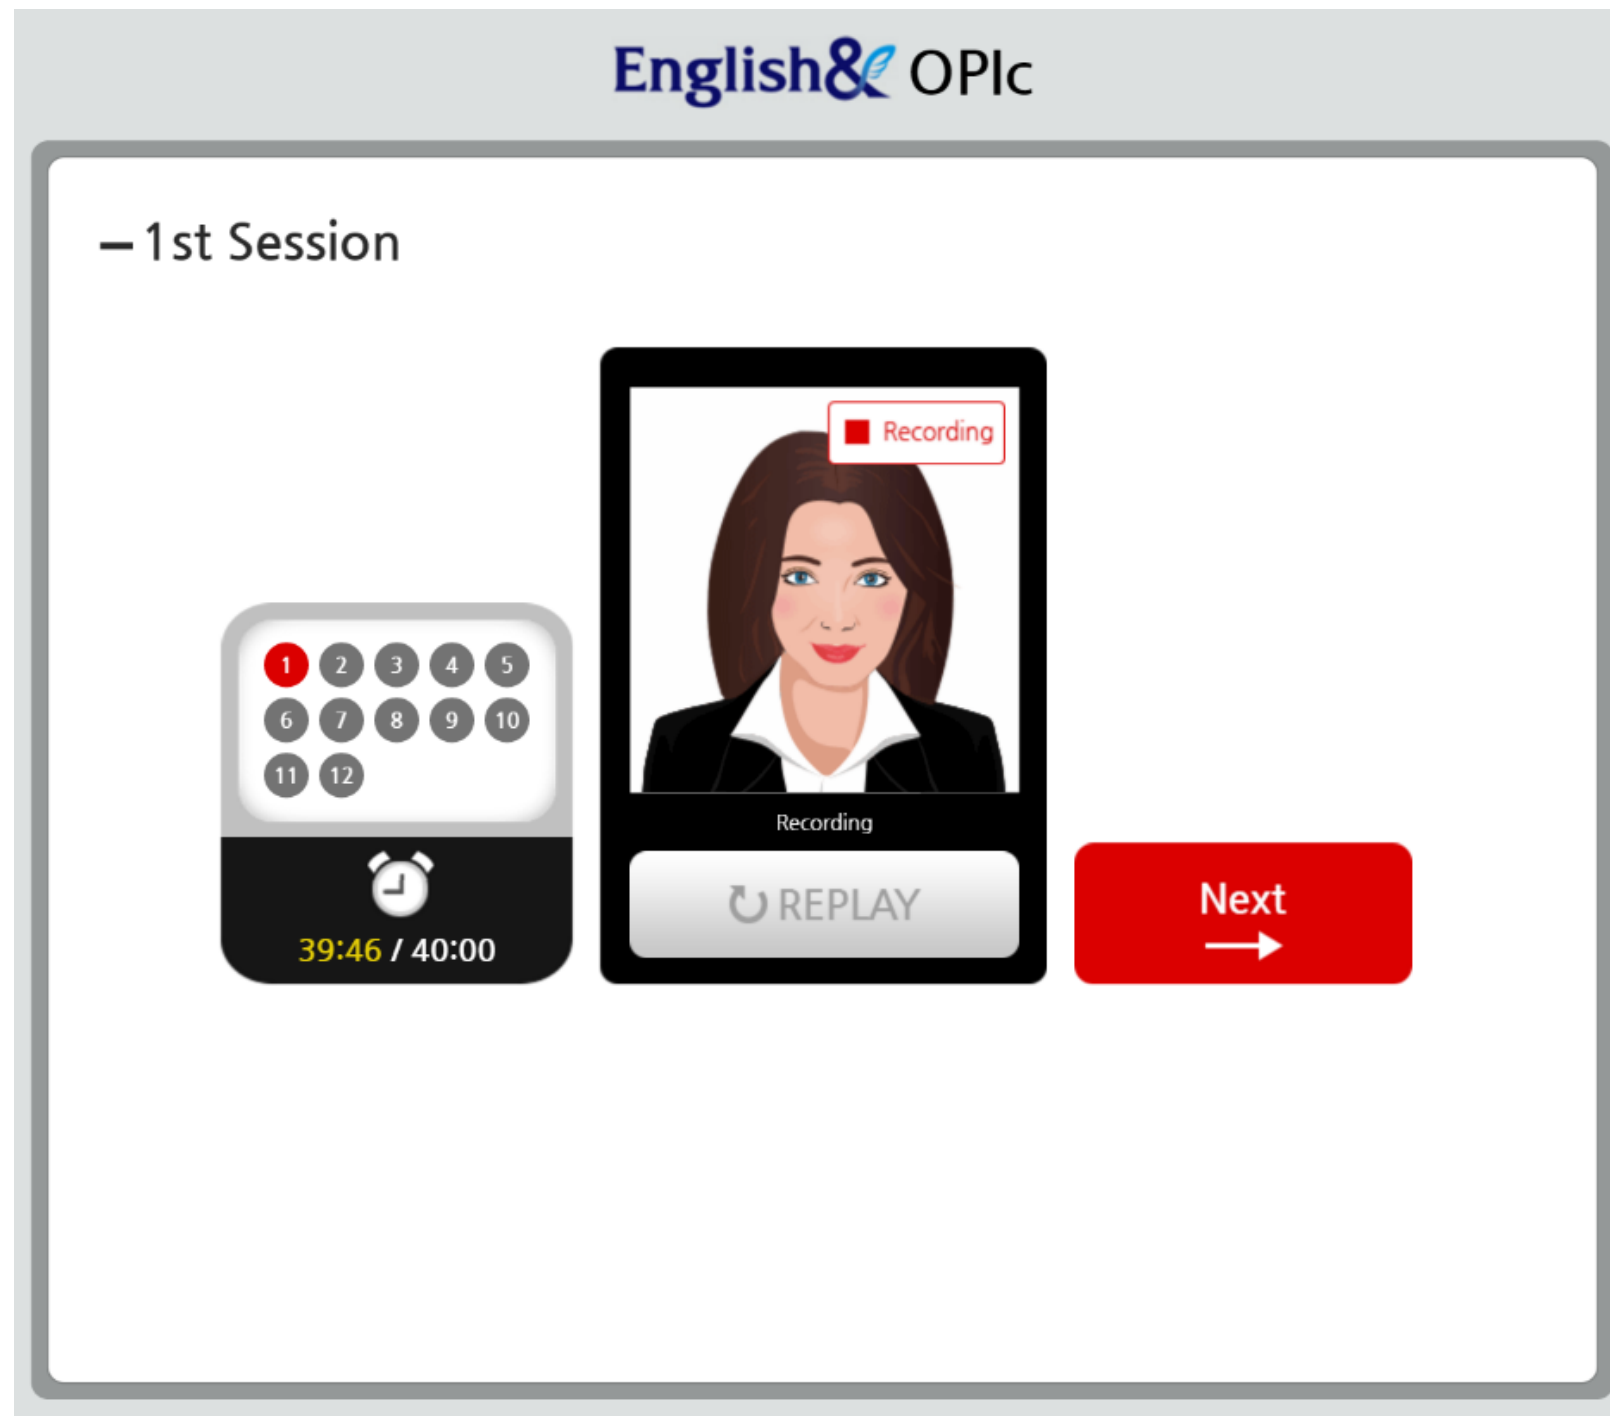 English& OPIc
1st Session
Recording
1 2 3 4 5
6 7 8 9 10
11 12
39:46 / 40:00
Recording
REPLAY
Next